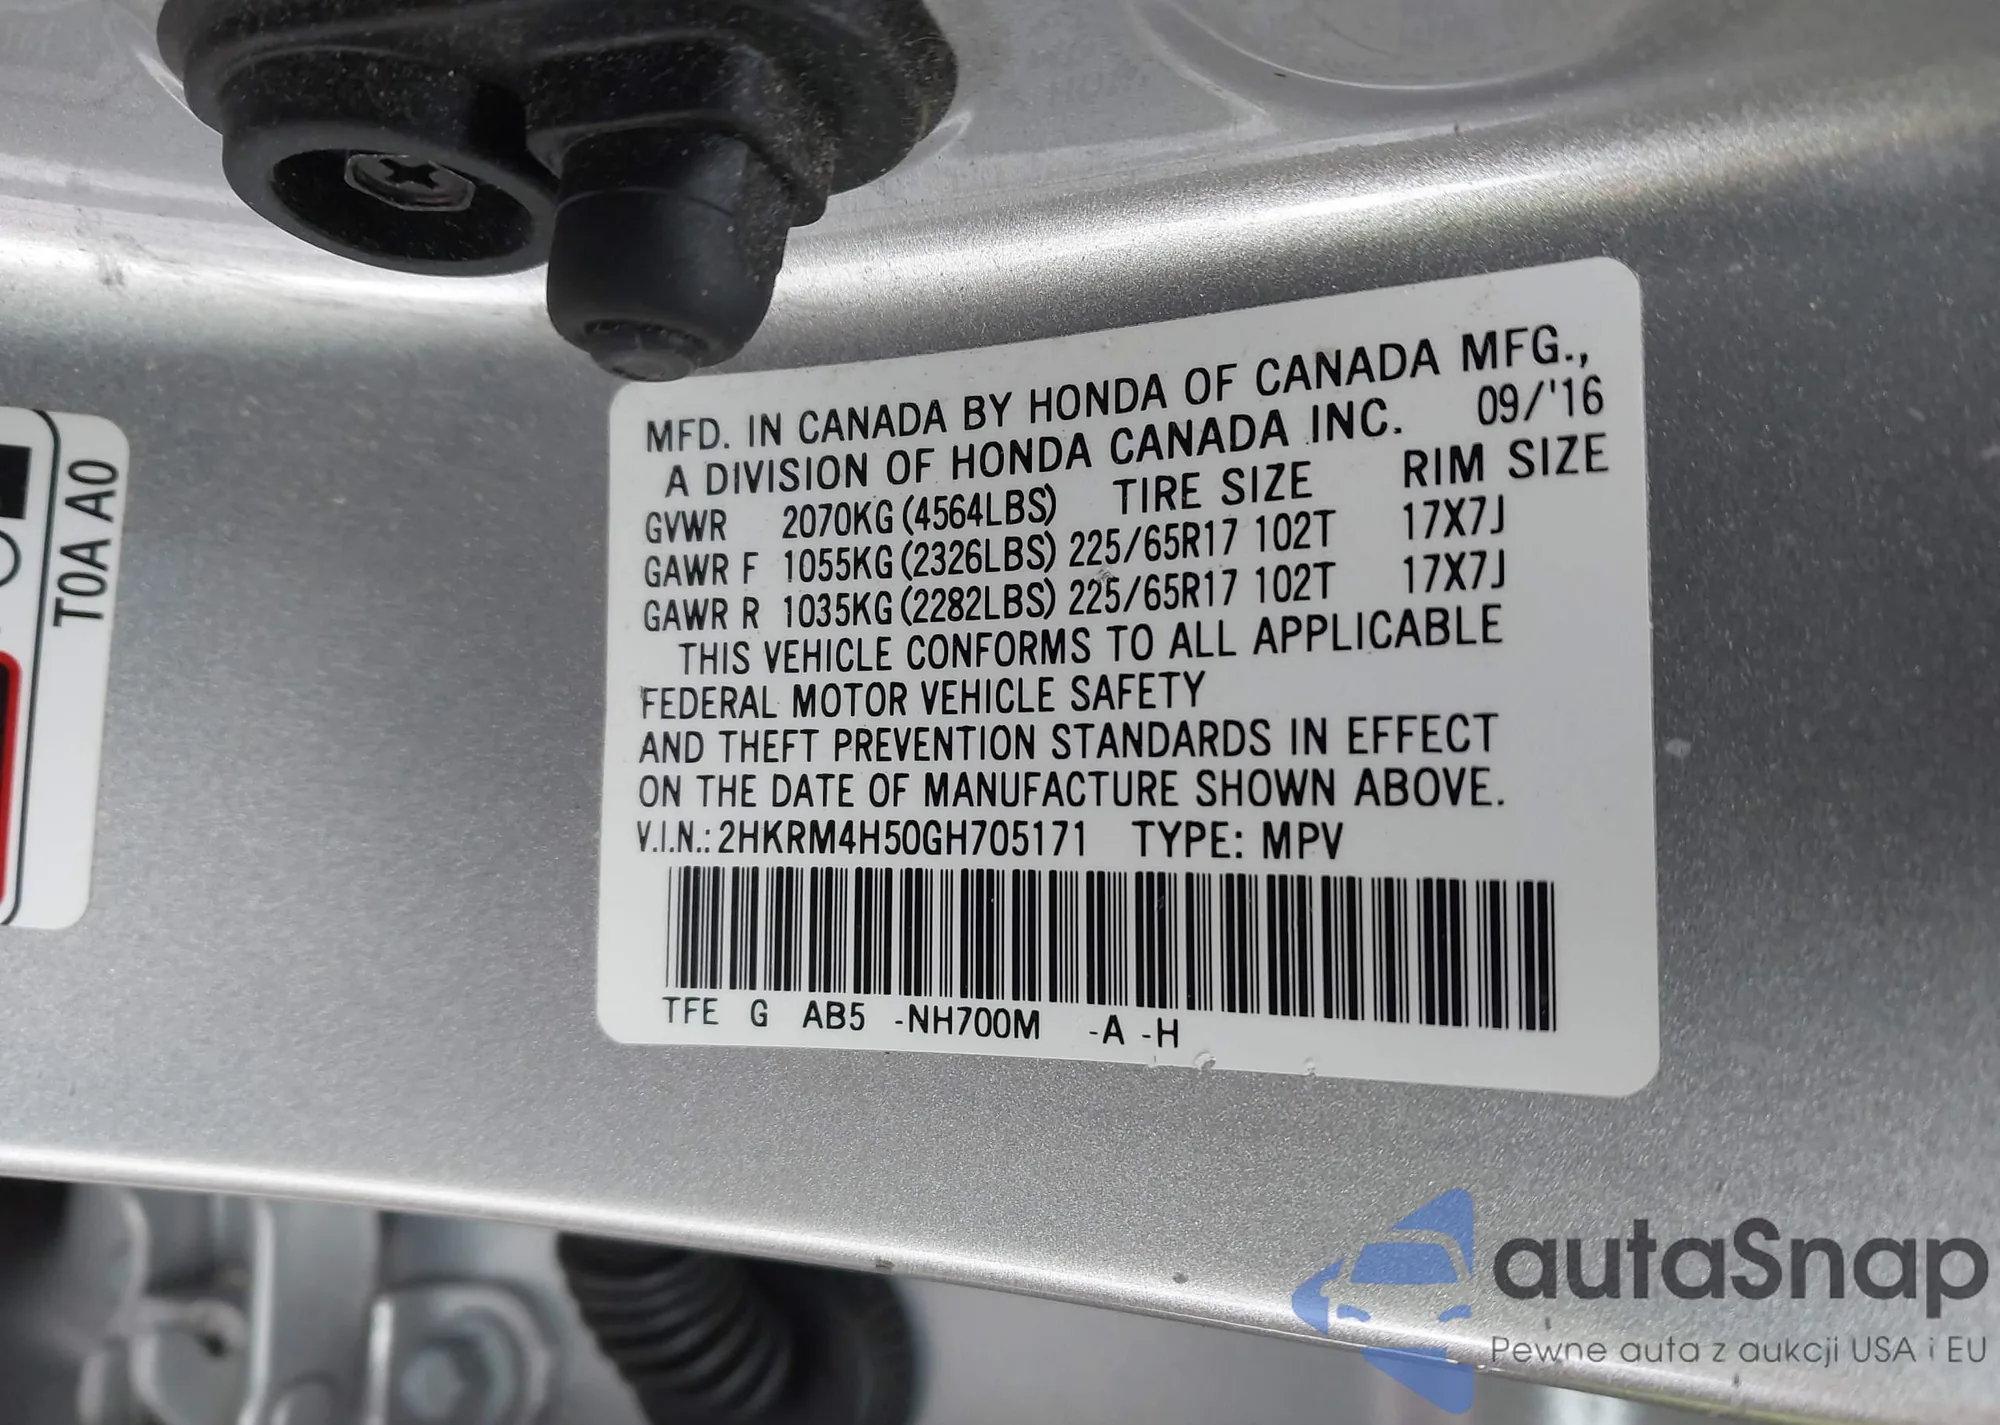 MFD. IN CANADA BY HONDA OF CANADA MFG.,
A DIVISION OF HONDA CANADA INC. 09/'16
GVWR 2070KG (4564LBS) TIRE SIZE RIM SIZE
GAWR F 1055KG (2326LBS) 225/65R17 102T 17X7J
GAWR R 1035KG (2282LBS) 225/65R17 102T 17X7J
THIS VEHICLE CONFORMS TO ALL APPLICABLE
FEDERAL MOTOR VEHICLE SAFETY
AND THEFT PREVENTION STANDARDS IN EFFECT
ON THE DATE OF MANUFACTURE SHOWN ABOVE.
V.I.N.: 2HKRM4H50GH705171 TYPE: MPV
TFE G AB5 -NH700M -A -H
T0A A0
autaSnap
Pewne auta z aukcji USA i EU